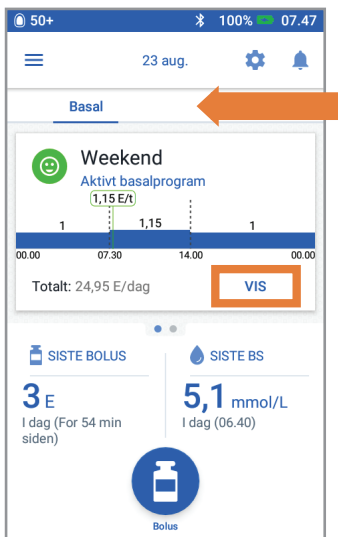 50+ 100% 07.47
23 aug.
Basal
Weekend
Aktivt basalprogram
1,15 E/t
1 1,15 1
00.00 07.30 14.00 00.00
Totalt: 24,95 E/dag VIS
SISTE BOLUS SISTE BS
3 E 5,1 mmol/L
I dag (For 54 min I dag (06.40)
siden)
Bolus